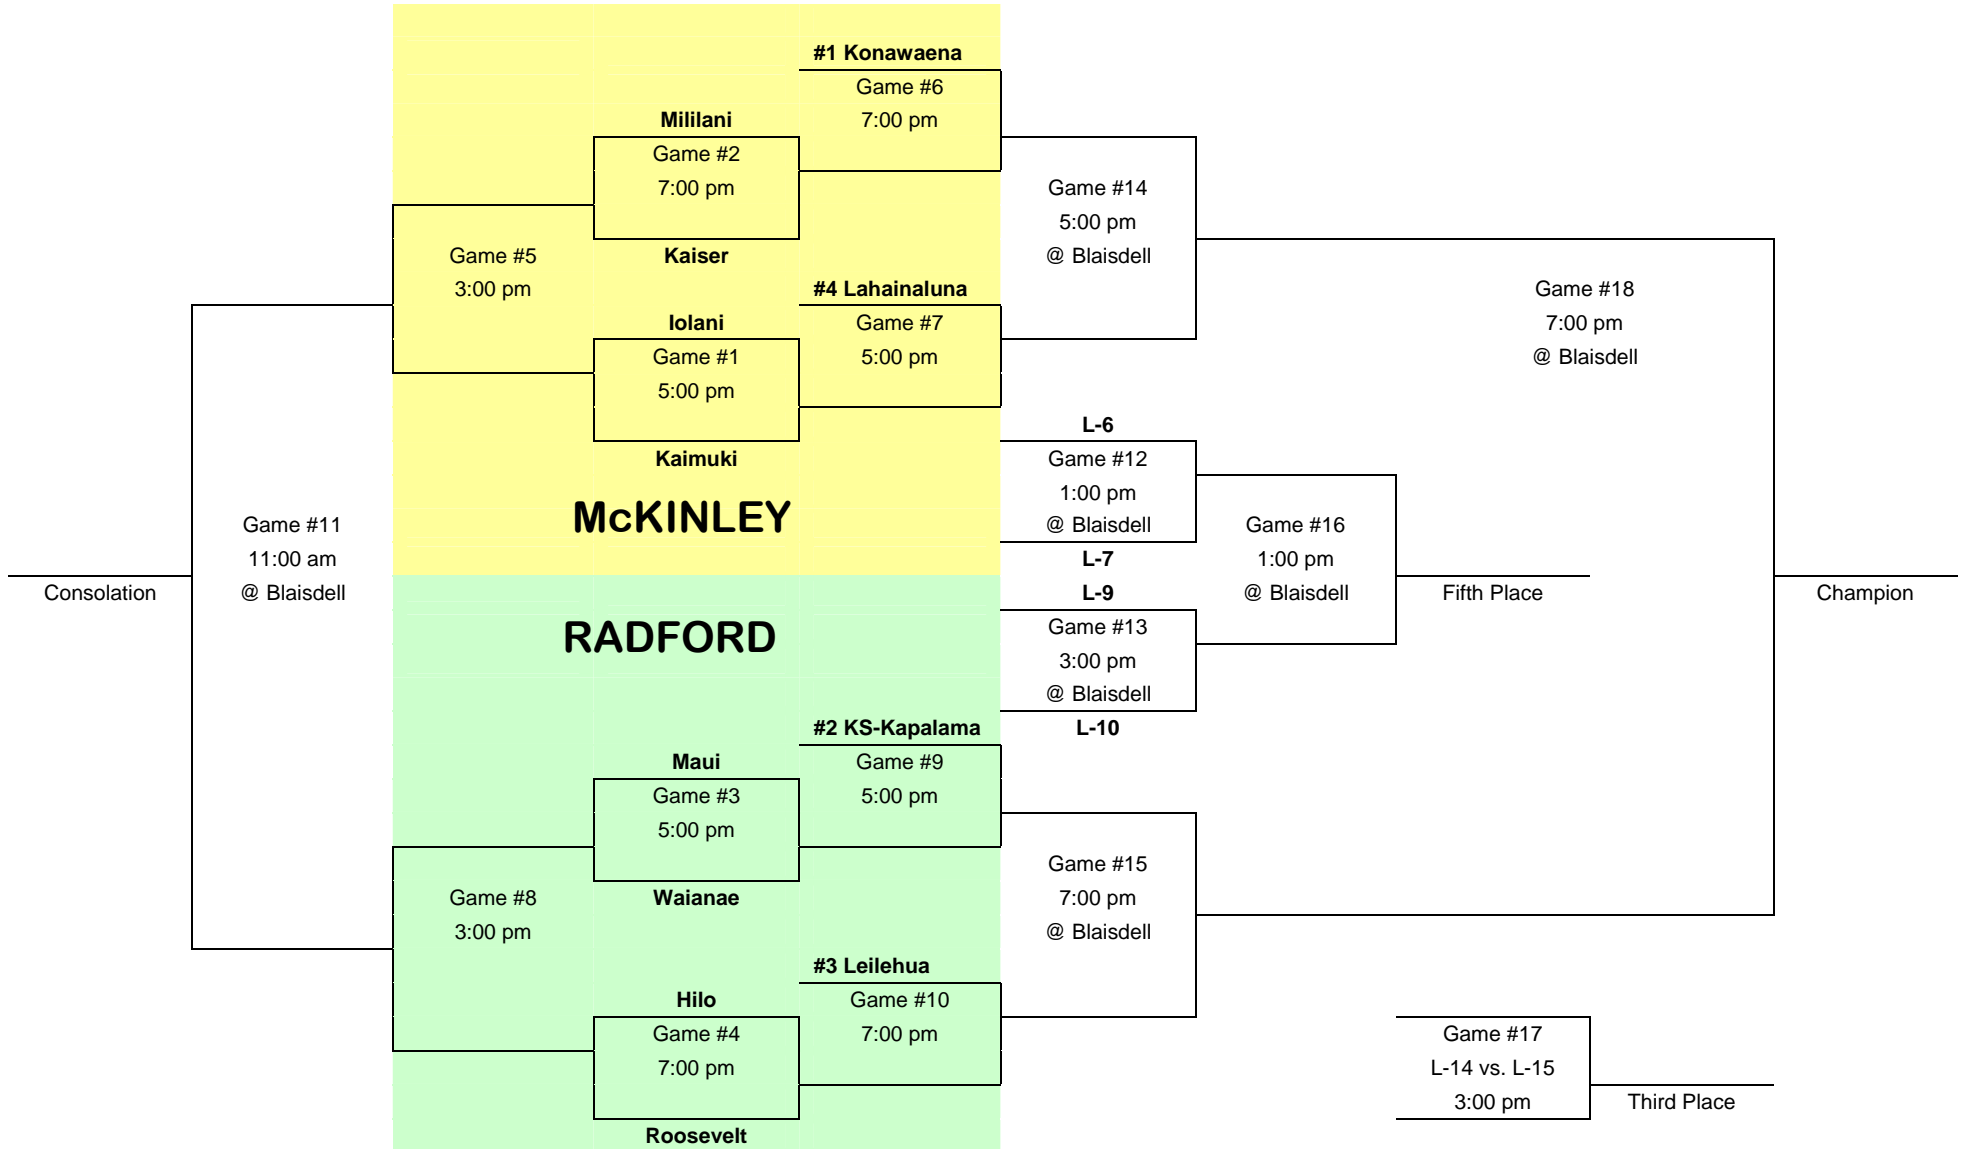 #1 Konawaena
Game #6
7:00 pm
Mililani
Game #2
7:00 pm
Kaiser
Game #14
5:00 pm
@ Blaisdell
Game #5
3:00 pm
#4 Lahainaluna
Game #7
5:00 pm
Iolani
Game #1
5:00 pm
Kaimuki
Game #18
7:00 pm
@ Blaisdell
L-6
Game #12
1:00 pm
@ Blaisdell
L-7
McKINLEY
Game #11
11:00 am
@ Blaisdell
Consolation
Game #16
1:00 pm
@ Blaisdell
Fifth Place
Champion
L-9
Game #13
3:00 pm
@ Blaisdell
L-10
RADFORD
#2 KS-Kapalama
Game #9
5:00 pm
Maui
Game #3
5:00 pm
Waianae
Game #15
7:00 pm
@ Blaisdell
Game #8
3:00 pm
#3 Leilehua
Game #10
7:00 pm
Hilo
Game #4
7:00 pm
Roosevelt
Game #17
L-14 vs. L-15
3:00 pm
Third Place